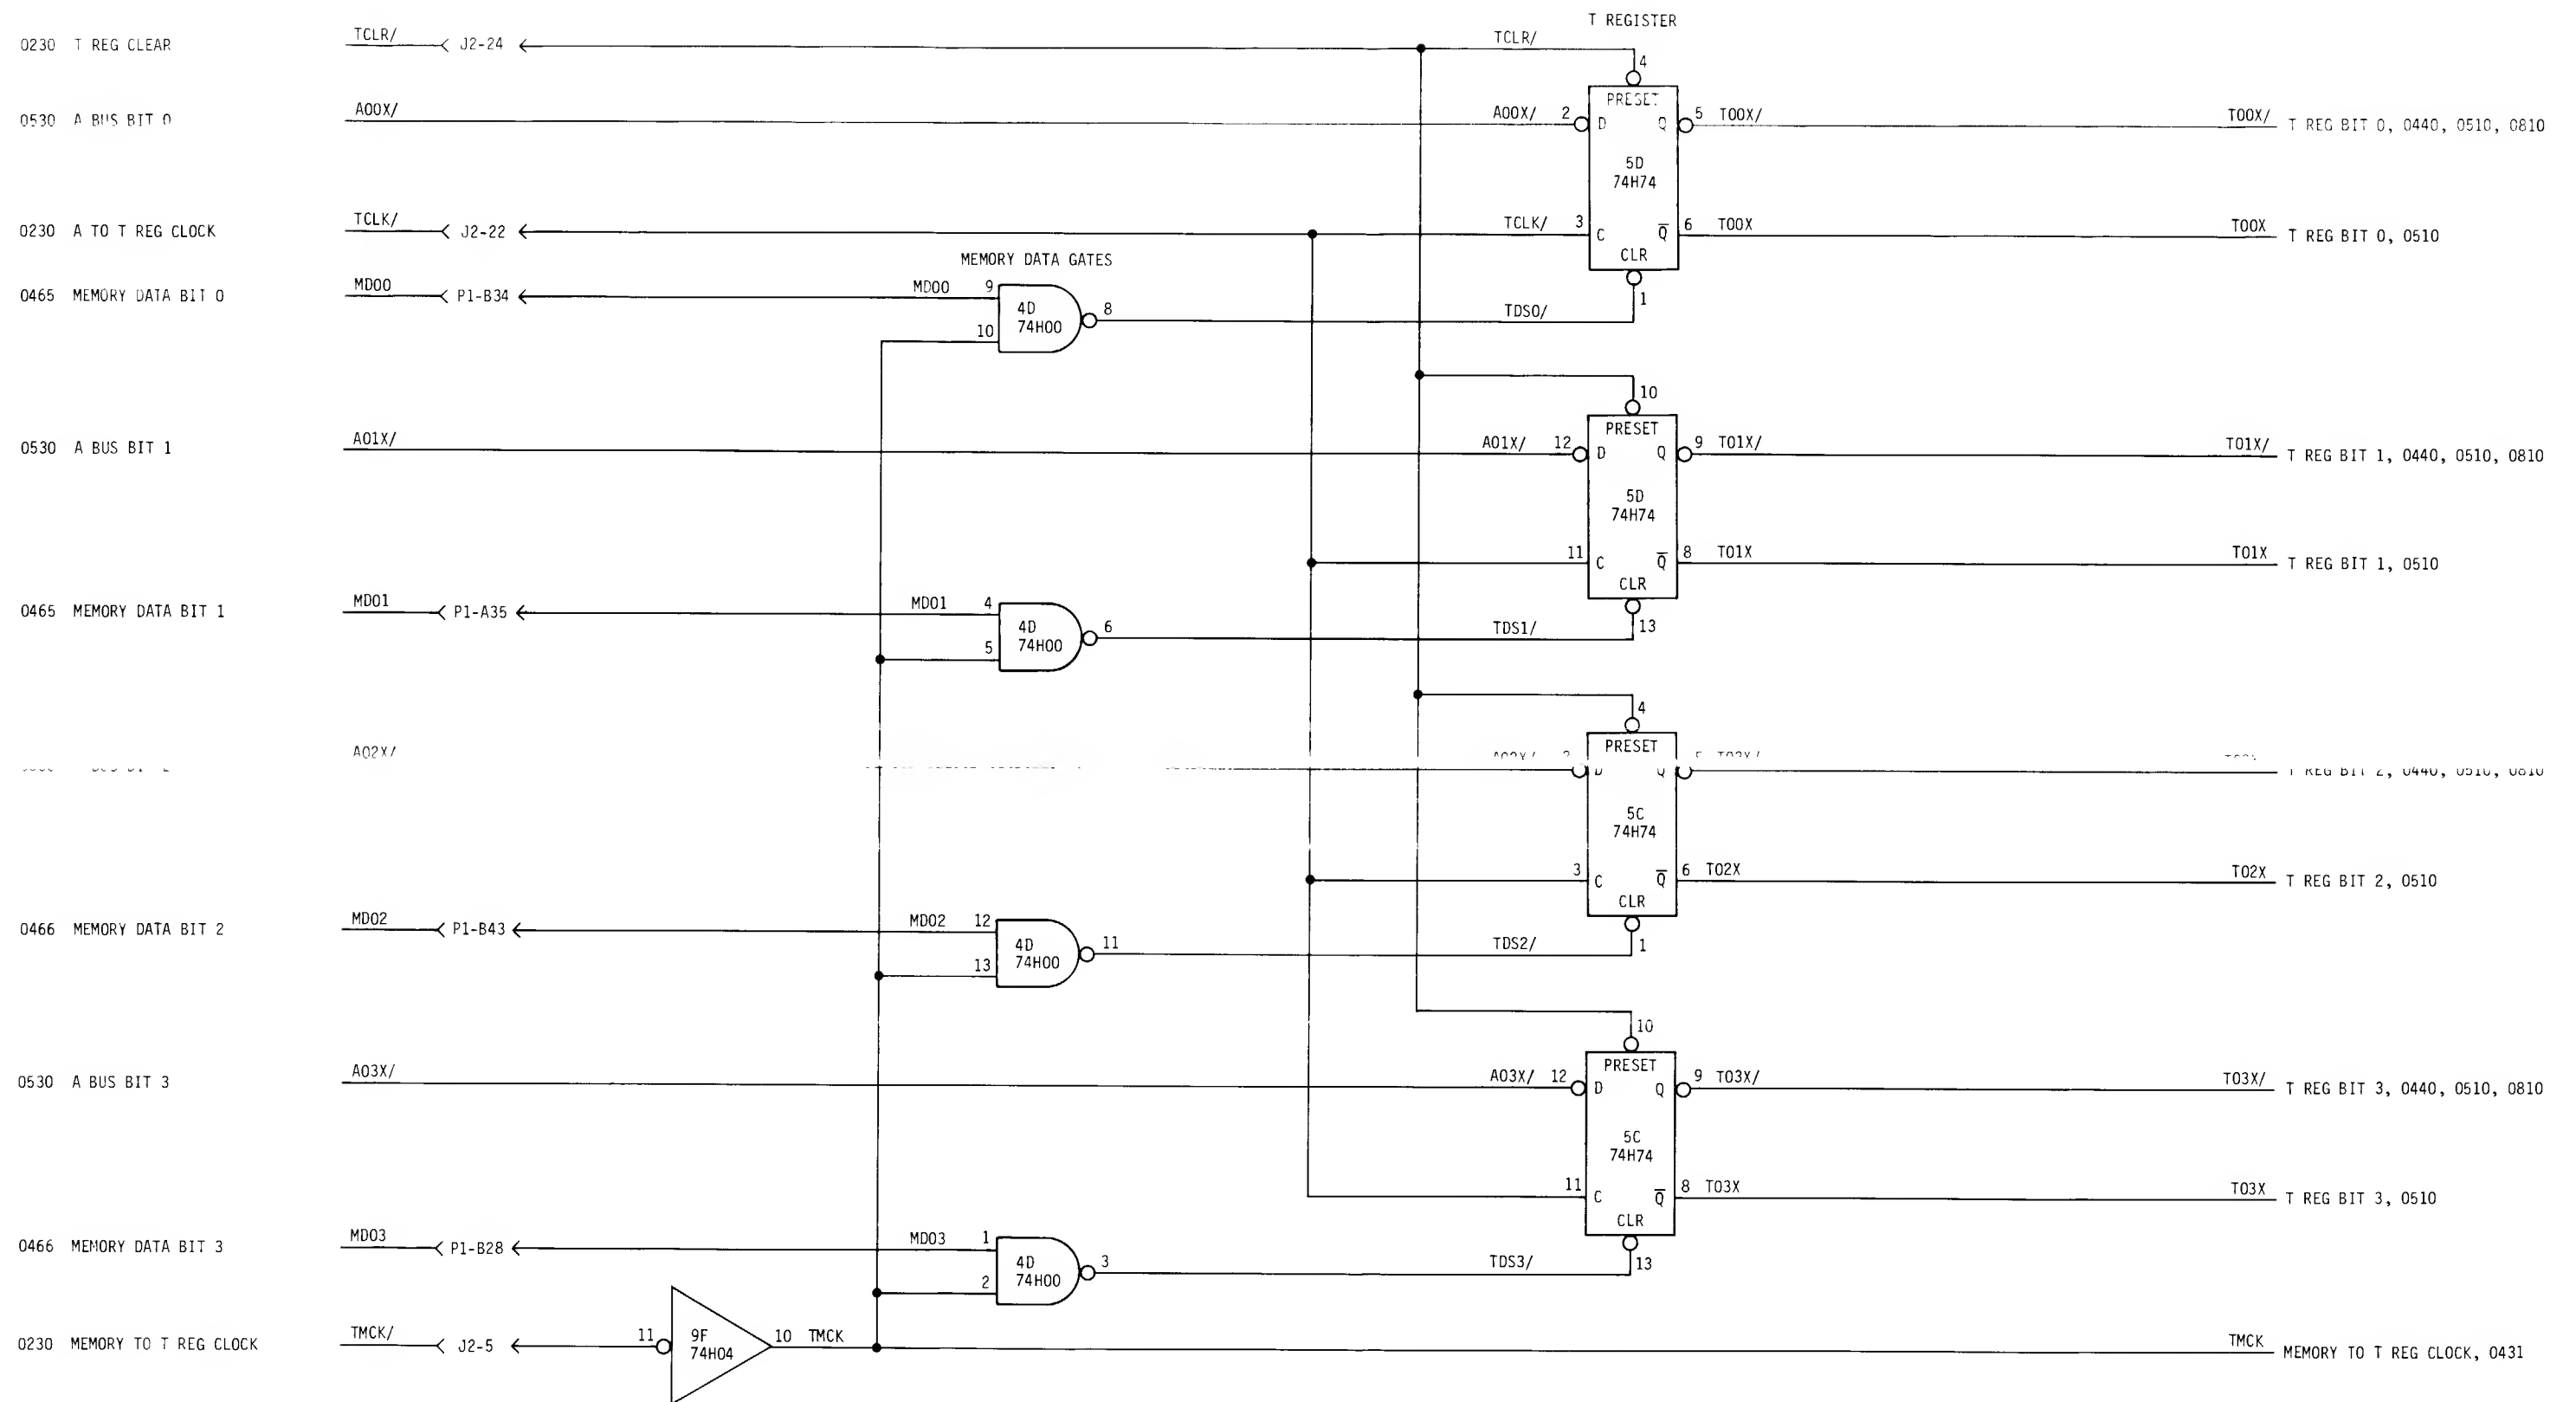 T REGISTER
0230 T REG CLEAR TCLR/ J2-24 TCLR/ 4
PRESET
0530 A BUS BIT 0 A00X/ A00X/ 2 D Q 5 T00X/ T00X/ T REG BIT 0, 0440, 0510, 0810
5D
74H74
0230 A TO T REG CLOCK TCLK/ J2-22 TCLK/ 3 C Q̅ 6 T00X T00X T REG BIT 0, 0510
CLR
MEMORY DATA GATES
0465 MEMORY DATA BIT 0 MD00 P1-B34 MD00 9 1
4D
74H00 8 TDS0/
10
10
PRESET
0530 A BUS BIT 1 A01X/ A01X/ 12 D Q 9 T01X/ T01X/ T REG BIT 1, 0440, 0510, 0810
5D
74H74
11 C Q̅ 8 T01X T01X T REG BIT 1, 0510
CLR
0465 MEMORY DATA BIT 1 MD01 P1-A35 MD01 4 13
4D
74H00 6 TDS1/
5
4
PRESET
A02X/
T REG BIT 2, 0440, 0510, 0810
5C
74H74
3 C Q̅ 6 T02X T02X T REG BIT 2, 0510
CLR
0466 MEMORY DATA BIT 2 MD02 P1-B43 MD02 12 1
4D
74H00 11 TDS2/
13
10
PRESET
0530 A BUS BIT 3 A03X/ A03X/ 12 D Q 9 T03X/ T03X/ T REG BIT 3, 0440, 0510, 0810
5C
74H74
11 C Q̅ 8 T03X T03X T REG BIT 3, 0510
CLR
0466 MEMORY DATA BIT 3 MD03 P1-B28 MD03 1 13
4D
74H00 3 TDS3/
2
0230 MEMORY TO T REG CLOCK TMCK/ J2-5 11 9F
74H04 10 TMCK TMCK MEMORY TO T REG CLOCK, 0431